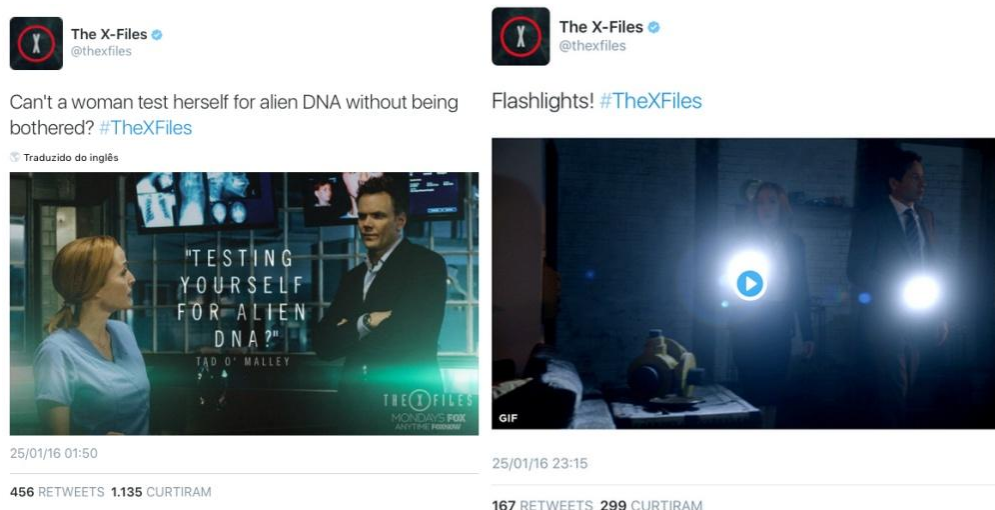 The X-Files
@thexfiles
Can't a woman test herself for alien DNA without being
bothered? #TheXFiles
Traduzido do inglês
"TESTING
YOURSELF
FOR ALIEN
DNA?"
TAD O'MALLEY
THE X FILES
MONDAYS FOX
ANYTIME FOXNOW
25/01/16 01:50
456 RETWEETS 1.135 CURTIRAM
The X-Files
@thexfiles
Flashlights! #TheXFiles
GIF
25/01/16 23:15
167 RETWEETS 299 CURTIRAM